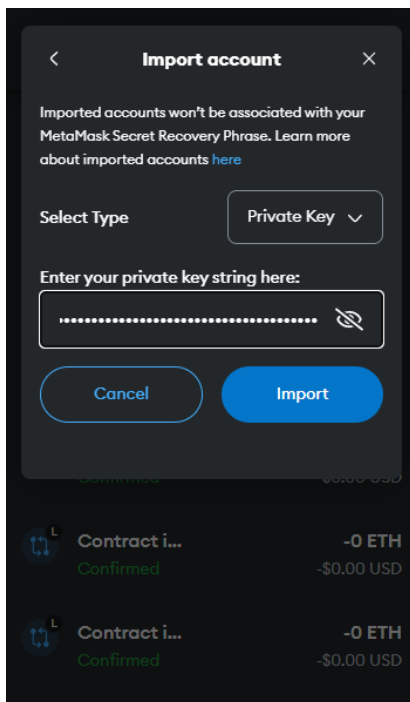 Import account
Imported accounts won't be associated with your
MetaMask Secret Recovery Phrase. Learn more
about imported accounts here
Select Type
Private Key
Enter your private key string here:
Cancel
Import
Confirmed
-$0.00 USD
L
Contract i...
-0 ETH
Confirmed
-$0.00 USD
L
Contract i...
-0 ETH
Confirmed
-$0.00 USD